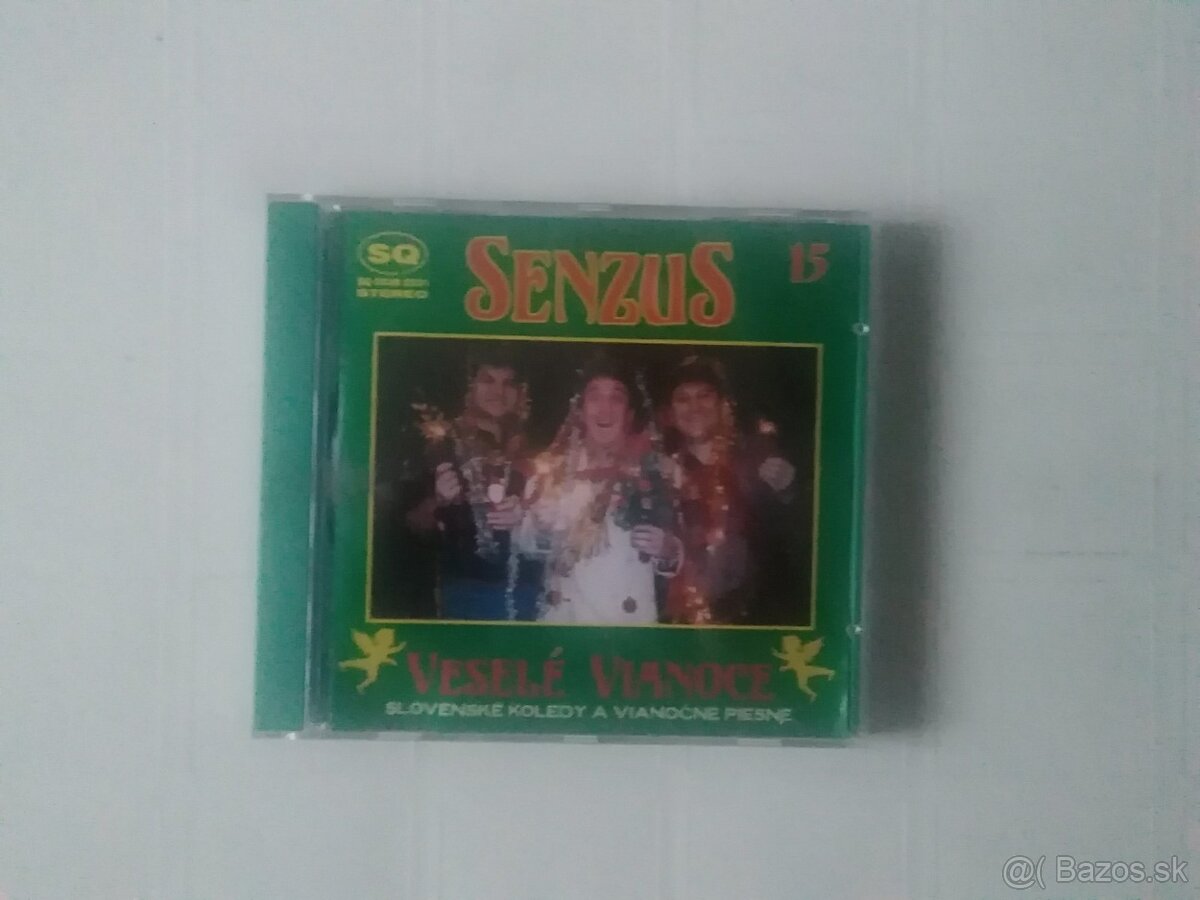 SQ
SENZUS
15
STEREO
VESELÉ VIANOCE
SLOVENSKÉ KOLEDY A VIANOČNÉ PIESNE
@( Bazos.sk